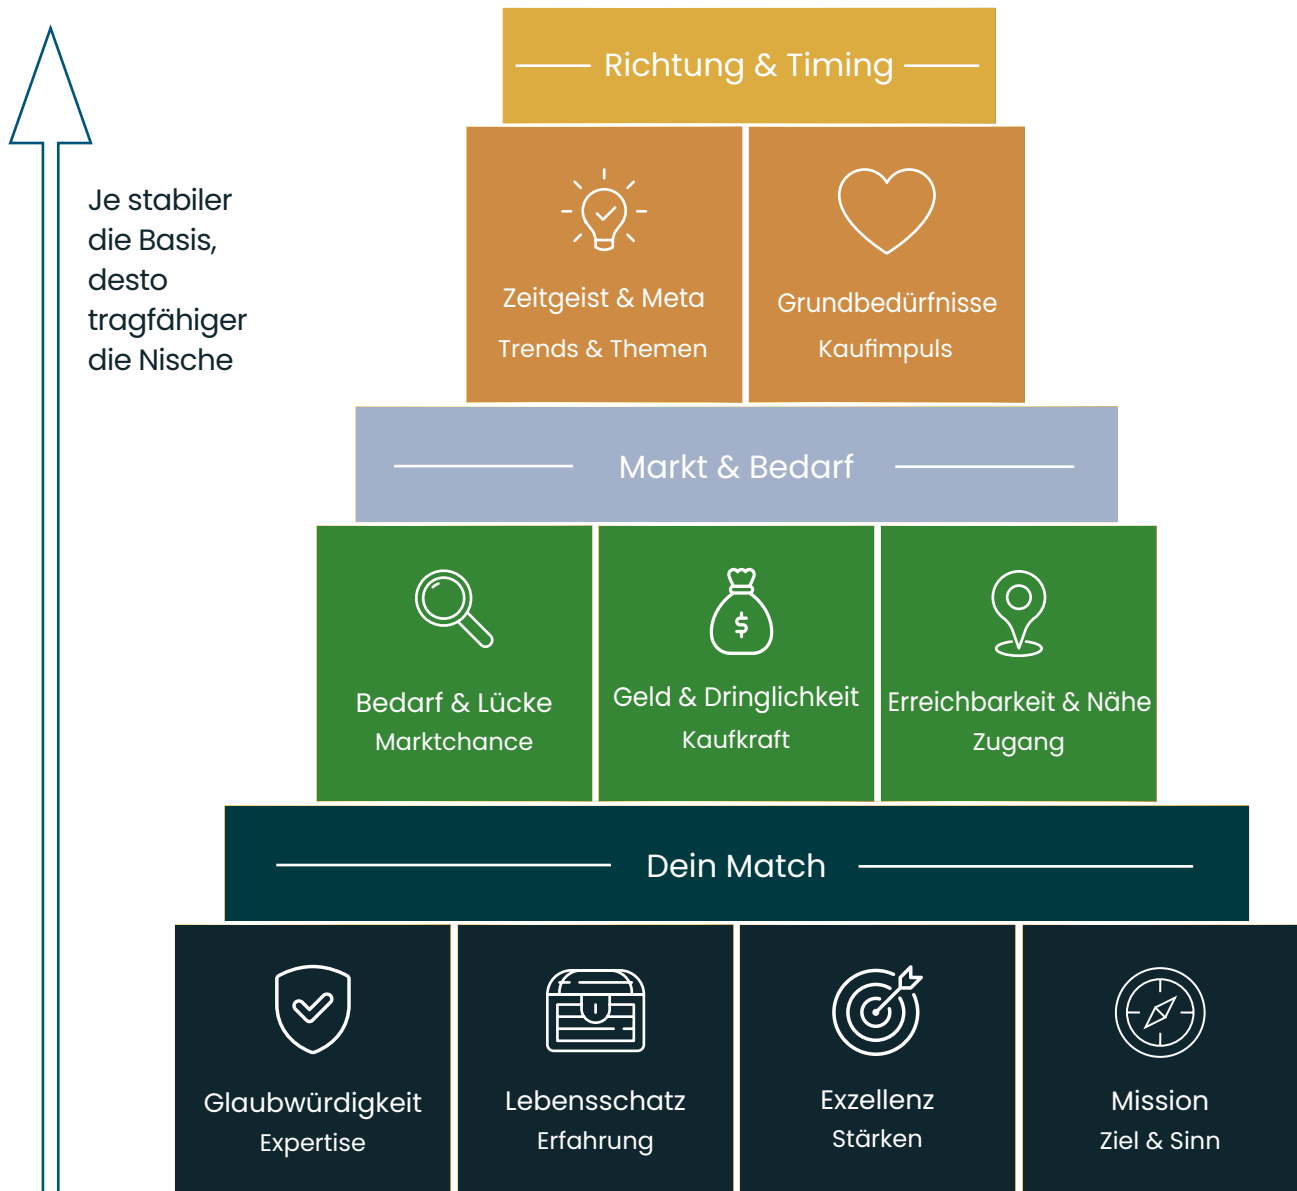 Richtung & Timing
Je stabiler
die Basis,
desto
tragfähiger
die Nische
Zeitgeist & Meta
Trends & Themen
Grundbedürfnisse
Kaufimpuls
Markt & Bedarf
Bedarf & Lücke
Marktchance
$
Geld & Dringlichkeit
Kaufkraft
Erreichbarkeit & Nähe
Zugang
Dein Match
Glaubwürdigkeit
Expertise
Lebensschatz
Erfahrung
Exzellenz
Stärken
Mission
Ziel & Sinn